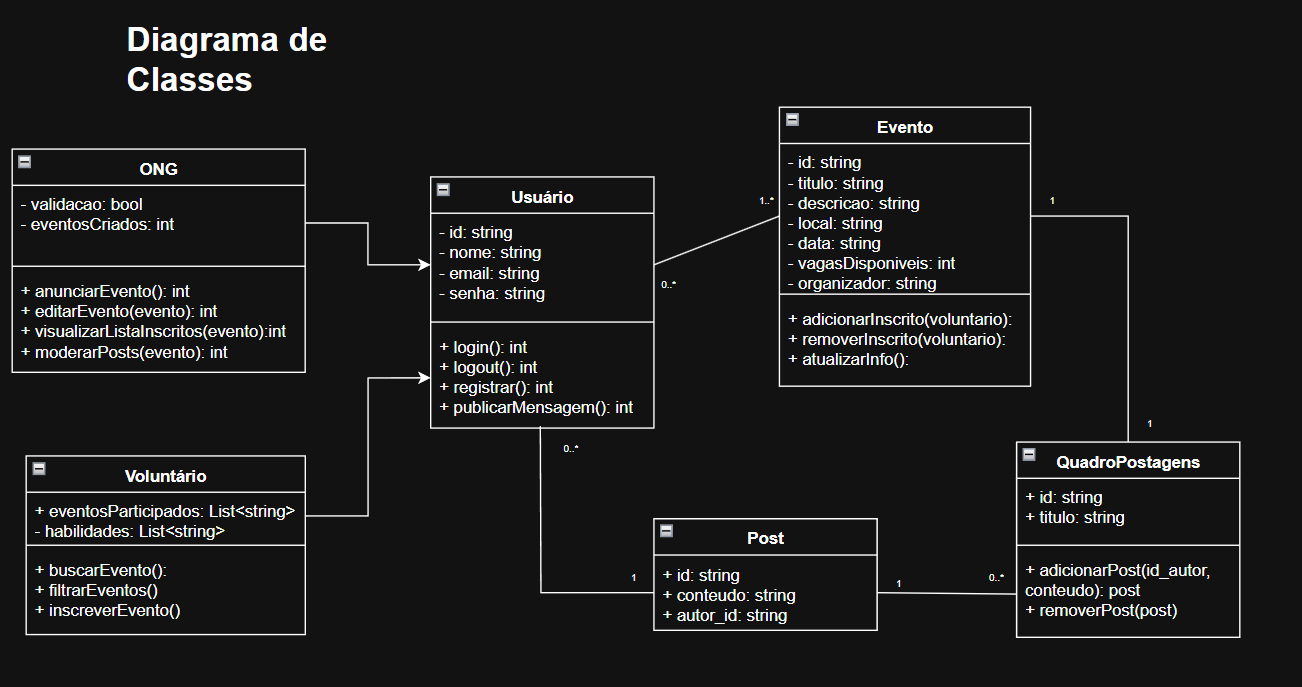 Diagrama de
Classes
ONG
- validacao: bool
- eventosCriados: int
+ anunciarEvento(): int
+ editarEvento(evento): int
+ visualizarListaInscritos(evento):int
+ moderarPosts(evento): int
Usuário
- id: string
- nome: string
- email: string
- senha: string
+ login(): int
+ logout(): int
+ registrar(): int
+ publicarMensagem(): int
1..*
0..*
Evento
- id: string
- titulo: string
- descricao: string
- local: string
- data: string
- vagasDisponiveis: int
- organizador: string
+ adicionarInscrito(voluntario):
+ removerInscrito(voluntario):
+ atualizarInfo():
1
1
Voluntário
+ eventosParticipados: List<string>
- habilidades: List<string>
+ buscarEvento():
+ filtrarEventos()
+ inscreverEvento()
0..*
1
Post
+ id: string
+ conteudo: string
+ autor_id: string
1
0..*
QuadroPostagens
+ id: string
+ titulo: string
+ adicionarPost(id_autor,
conteudo): post
+ removerPost(post)